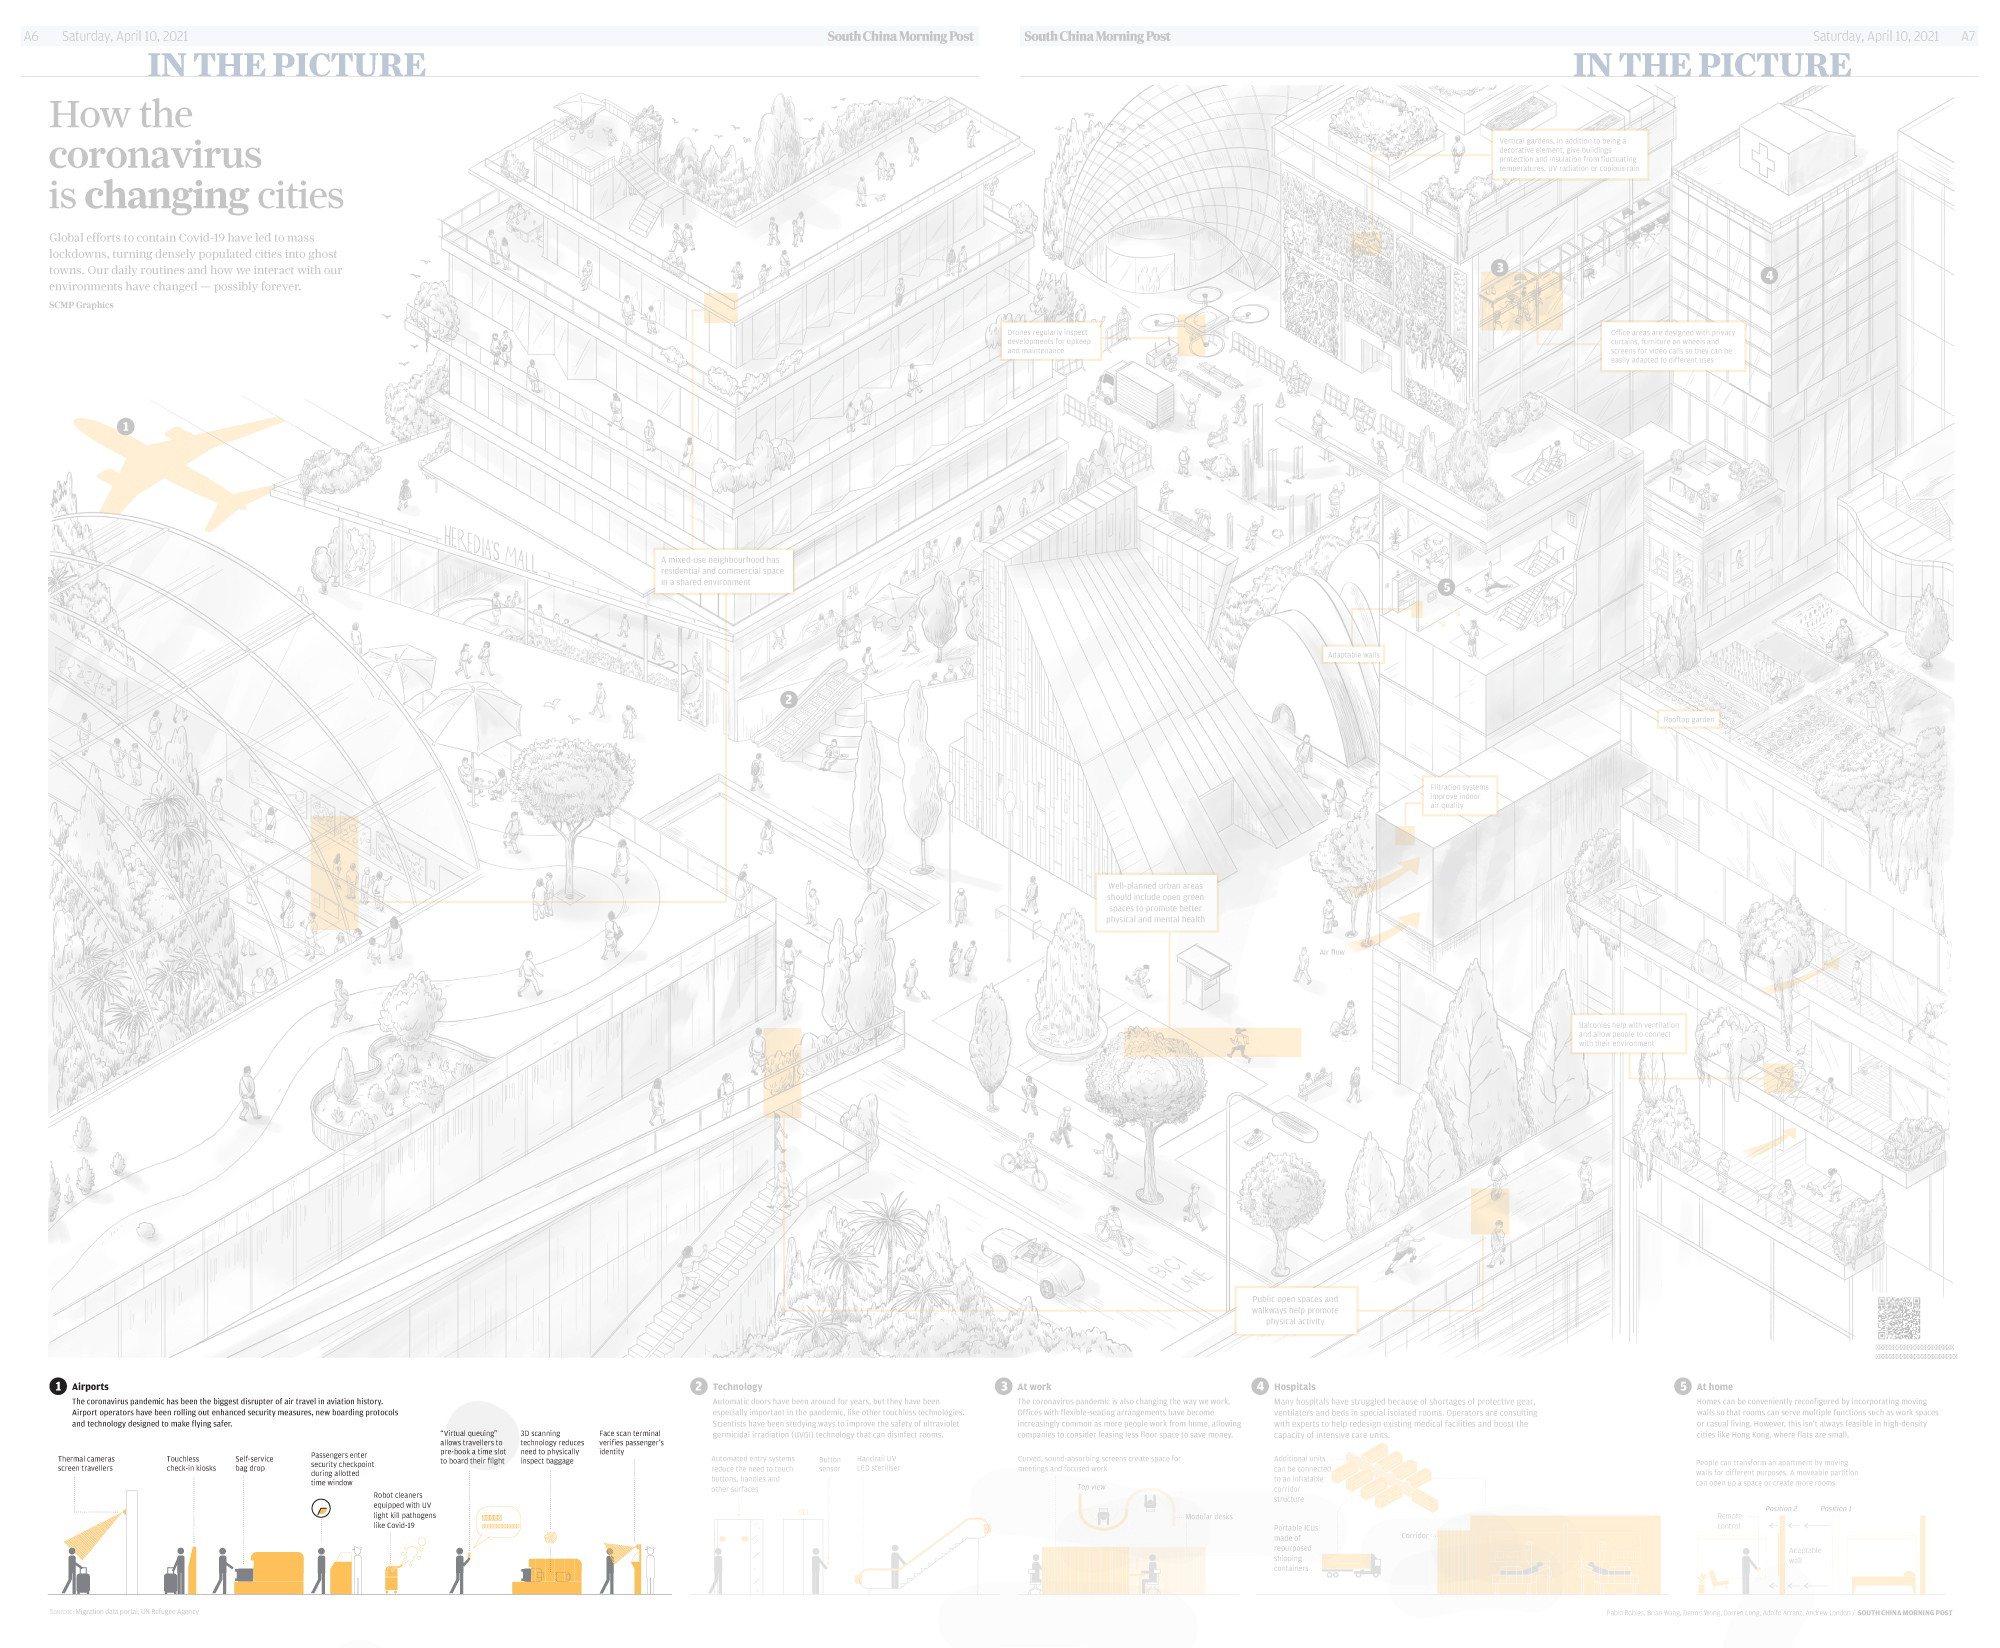 A6 Saturday, April 10, 2021 South China Morning Post
South China Morning Post Saturday, April 10, 2021 A7
IN THE PICTURE
IN THE PICTURE
How the
coronavirus
is changing cities
Global efforts to contain Covid-19 have led to mass
lockdowns, turning densely populated cities into ghost
towns. Our daily routines and how we interact with our
environments have changed — possibly forever.
SCMP Graphics
Vertical gardens, in addition to being a
decorative element, give buildings
protection and insulation from fluctuating
temperatures, UV radiation or copious rain
3
4
Drones regularly inspect
developments for upkeep
and maintenance
Office areas are designed with privacy
curtains, furniture on wheels and
screens for video calls so they can be
easily adapted to different uses
1
HEREDIA'S MALL
A mixed-use neighbourhood has
residential and commercial space
in a shared environment
5
Adaptable walls
2
Rooftop garden
Filtration systems
improve indoor
air quality
Well-planned urban areas
should include open green
spaces to promote better
physical and mental health
Air flow
Balconies help with ventilation
and allow people to connect
with their environment
BICI
LANE
Public open spaces and
walkways help promote
physical activity
1 Airports
The coronavirus pandemic has been the biggest disrupter of air travel in aviation history.
Airport operators have been rolling out enhanced security measures, new boarding protocols
and technology designed to make flying safer.
Thermal cameras
screen travellers
Touchless
check-in kiosks
Self-service
bag drop
Passengers enter
security checkpoint
during allotted
time window
Robot cleaners
equipped with UV
light kill pathogens
like Covid-19
"Virtual queuing"
allows travellers to
pre-book a time slot
to board their flight
3D scanning
technology reduces
need to physically
inspect baggage
Face scan terminal
verifies passenger's
identity
2 Technology
Automatic doors have been around for years, but they have been
especially important in the pandemic, like other touchless technologies.
Scientists have been studying ways to improve the safety of ultraviolet
germicidal irradiation (UVGI) technology that can disinfect rooms.
Automated entry systems
reduce the need to touch
buttons, handles and
other surfaces
Button
sensor
Handrail UV
LED steriliser
3 At work
The coronavirus pandemic is also changing the way we work.
Offices with flexible-seating arrangements have become
increasingly common as more people work from home, allowing
companies to consider leasing less floor space to save money.
Curved, sound-absorbing screens create space for
meetings and focused work
Top view
Modular desks
4 Hospitals
Many hospitals have struggled because of shortages of protective gear,
ventilators and beds in special isolated rooms. Operators are consulting
with experts to help redesign existing medical facilities and boost the
capacity of intensive care units.
Additional units
can be connected
to an inflatable
corridor
structure
Portable ICUs
made of
repurposed
shipping
containers
Corridor
5 At home
Homes can be conveniently reconfigured by incorporating moving
walls so that rooms can serve multiple functions such as work spaces
or casual living. However, this isn't always feasible in high-density
cities like Hong Kong, where flats are small.
People can transform an apartment by moving
walls for different purposes. A moveable partition
can open up a space or create more rooms
Position 2 Position 1
Remote
control
Adaptable
wall
Sources: Migration data portal, UN Refugee Agency
Pablo Robles, Brian Wang, Dennis Wong, Darren Long, Adolfo Arranz, Andrew London / SOUTH CHINA MORNING POST